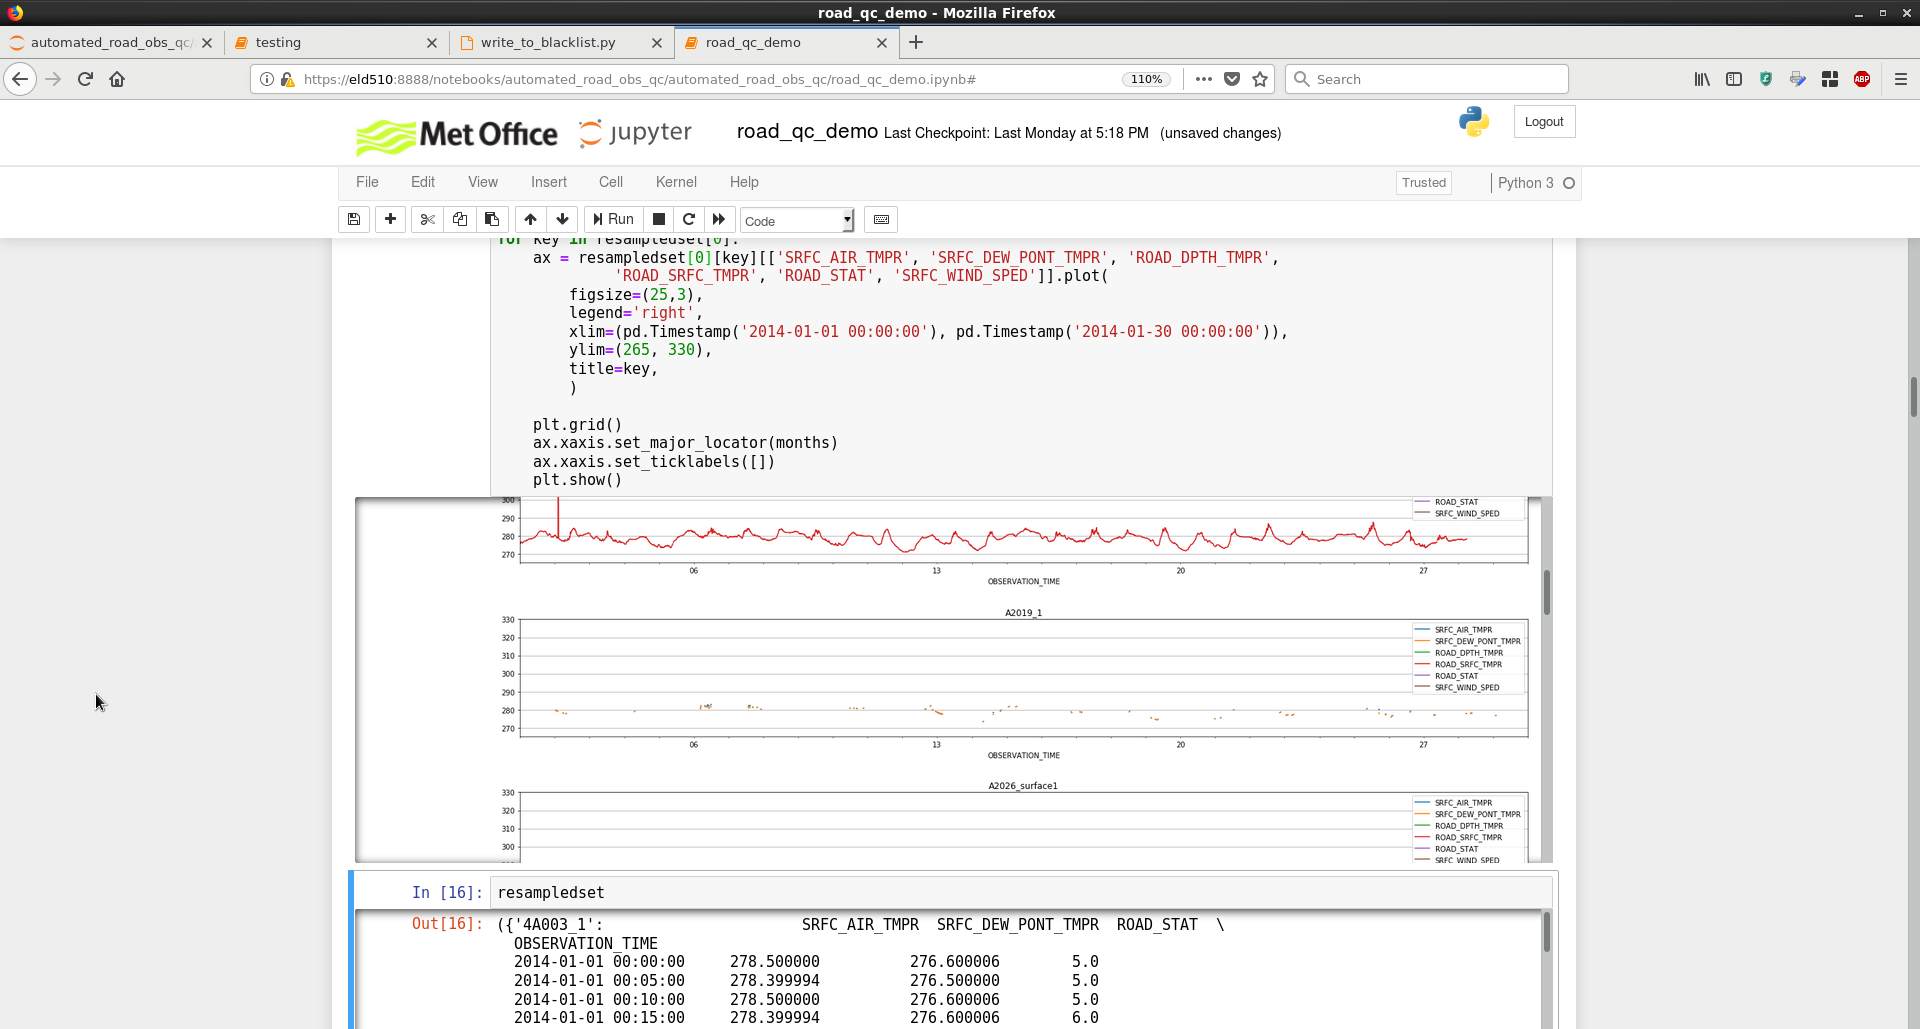 road_qc_demo - Mozilla Firefox
automated_road_obs_qc/
testing
write_to_blacklist.py
road_qc_demo
https://eld510:8888/notebooks/automated_road_obs_qc/automated_road_obs_qc/road_qc_demo.ipynb#
110%
Search
ABP
Met Office
jupyter
road_qc_demo Last Checkpoint: Last Monday at 5:18 PM (unsaved changes)
Logout
File Edit View Insert Cell Kernel Help
Trusted
Python 3
Run
Code
for key in resampledset[0]:
ax = resampledset[0][key][['SRFC_AIR_TMPR', 'SRFC_DEW_PONT_TMPR', 'ROAD_DPTH_TMPR',
'ROAD_SRFC_TMPR', 'ROAD_STAT', 'SRFC_WIND_SPED']].plot(
figsize=(25,3),
legend='right',
xlim=(pd.Timestamp('2014-01-01 00:00:00'), pd.Timestamp('2014-01-30 00:00:00')),
ylim=(265, 330),
title=key,
)
plt.grid()
ax.xaxis.set_major_locator(months)
ax.xaxis.set_ticklabels([])
plt.show()
300
290
280
270
ROAD_STAT
SRFC_WIND_SPED
06 13 20 27
OBSERVATION_TIME
A2019_1
330
320
310
300
290
280
270
SRFC_AIR_TMPR
SRFC_DEW_PONT_TMPR
ROAD_DPTH_TMPR
ROAD_SRFC_TMPR
ROAD_STAT
SRFC_WIND_SPED
06 13 20 27
OBSERVATION_TIME
A2026_surface1
330
320
310
300
SRFC_AIR_TMPR
SRFC_DEW_PONT_TMPR
ROAD_DPTH_TMPR
ROAD_SRFC_TMPR
ROAD_STAT
SRFC_WIND_SPED
In [16]: resampledset
Out[16]: ({'4A003_1': SRFC_AIR_TMPR SRFC_DEW_PONT_TMPR ROAD_STAT \
OBSERVATION_TIME
2014-01-01 00:00:00 278.500000 276.600006 5.0
2014-01-01 00:05:00 278.399994 276.500000 5.0
2014-01-01 00:10:00 278.500000 276.600006 5.0
2014-01-01 00:15:00 278.399994 276.600006 6.0